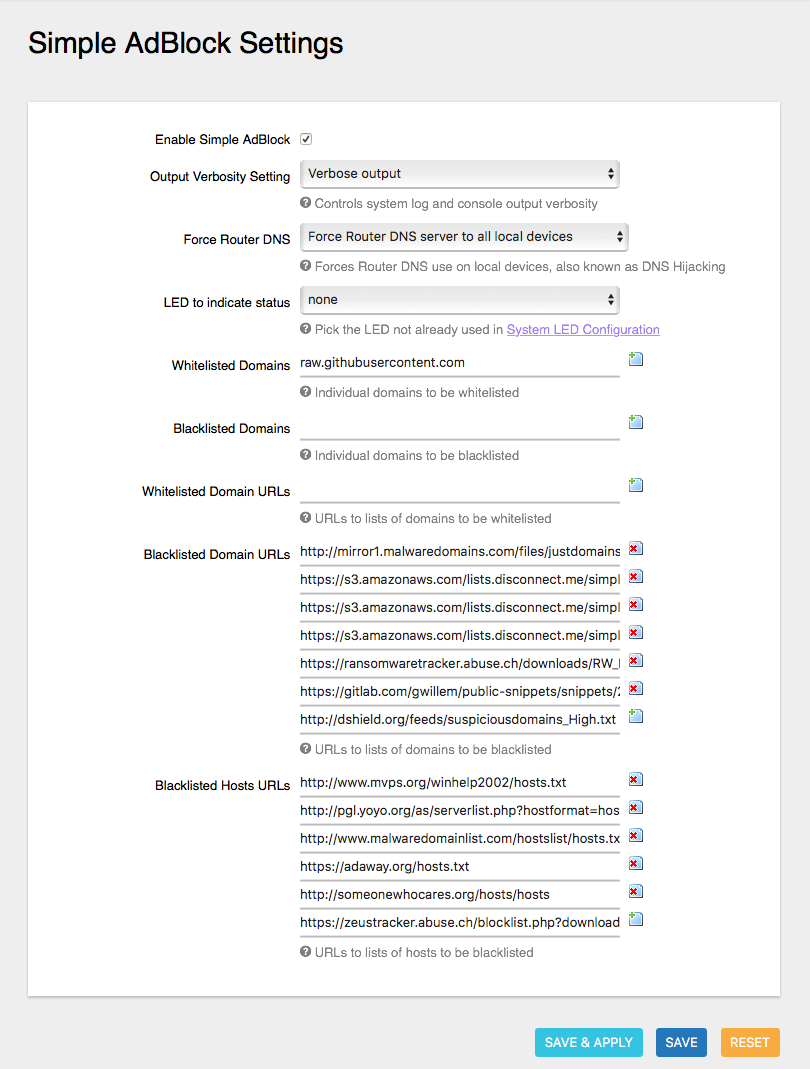 Simple AdBlock Settings
Enable Simple AdBlock
Output Verbosity Setting Verbose output
Controls system log and console output verbosity
Force Router DNS Force Router DNS server to all local devices
Forces Router DNS use on local devices, also known as DNS Hijacking
LED to indicate status none
Pick the LED not already used in System LED Configuration
Whitelisted Domains raw.githubusercontent.com
Individual domains to be whitelisted
Blacklisted Domains
Individual domains to be blacklisted
Whitelisted Domain URLs
URLs to lists of domains to be whitelisted
Blacklisted Domain URLs http://mirror1.malwaredomains.com/files/justdomains
https://s3.amazonaws.com/lists.disconnect.me/simpl
https://s3.amazonaws.com/lists.disconnect.me/simpl
https://s3.amazonaws.com/lists.disconnect.me/simpl
https://ransomwaretracker.abuse.ch/downloads/RW_
https://gitlab.com/gwillem/public-snippets/snippets/2
http://dshield.org/feeds/suspiciousdomains_High.txt
URLs to lists of domains to be blacklisted
Blacklisted Hosts URLs http://www.mvps.org/winhelp2002/hosts.txt
http://pgl.yoyo.org/as/serverlist.php?hostformat=hos
http://www.malwaredomainlist.com/hostslist/hosts.tx
https://adaway.org/hosts.txt
http://someonewhocares.org/hosts/hosts
https://zeustracker.abuse.ch/blocklist.php?download
URLs to lists of hosts to be blacklisted
SAVE & APPLY SAVE RESET